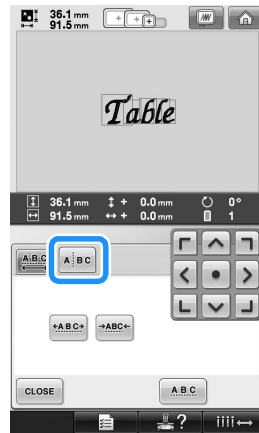 36.1 mm
91.5 mm
Table
36.1 mm + 0.0 mm 0°
91.5 mm + 0.0 mm 1
ABC A BC
ABC ABC
CLOSE ABC
?